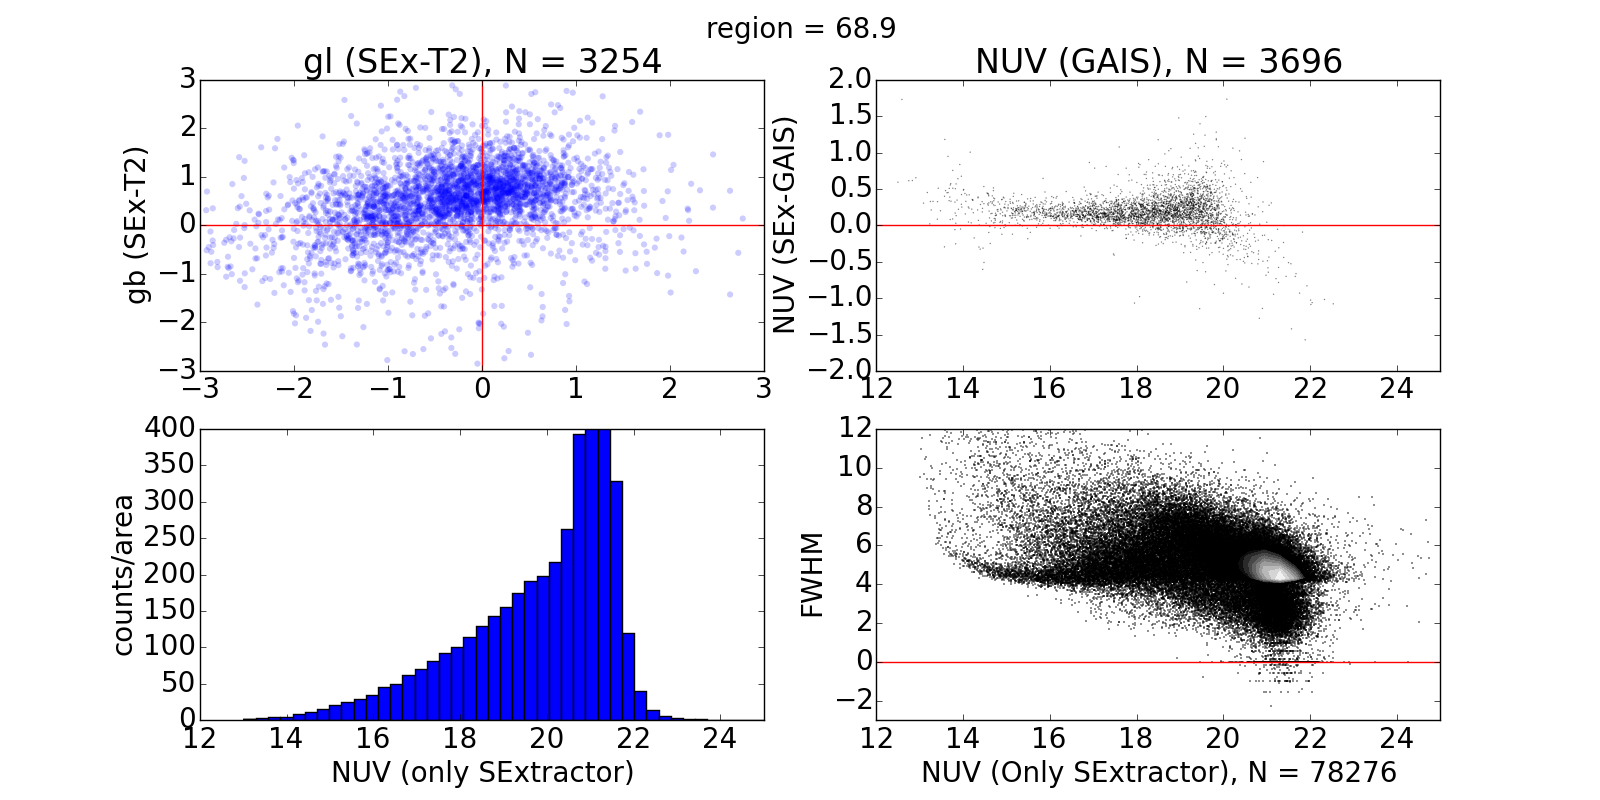 region = 68.9
gl (SEx-T2), N = 3254
3
2
1
0
−1
−2
−3
gb (SEx-T2)
−3 −2 −1 0 1 2 3
NUV (GAIS), N = 3696
2.0
1.5
1.0
0.5
0.0
−0.5
−1.0
−1.5
−2.0
NUV (SEx-GAIS)
12 14 16 18 20 22 24
400
350
300
250
200
150
100
50
0
counts/area
12 14 16 18 20 22 24
NUV (only SExtractor)
12
10
8
6
4
2
0
−2
FWHM
12 14 16 18 20 22 24
NUV (Only SExtractor), N = 78276